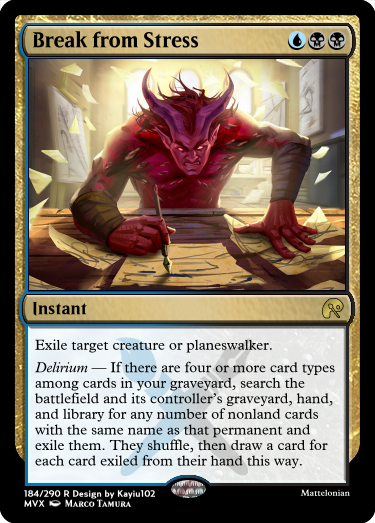 Break from Stress
Instant
Exile target creature or planeswalker.
Delirium — If there are four or more card types
among cards in your graveyard, search the
battlefield and its controller's graveyard, hand,
and library for any number of nonland cards
with the same name as that permanent and
exile them. They shuffle, then draw a card for
each card exiled from their hand this way.
184/290 R Design by Kayiu102
Mattelonian
MVX Marco Tamura